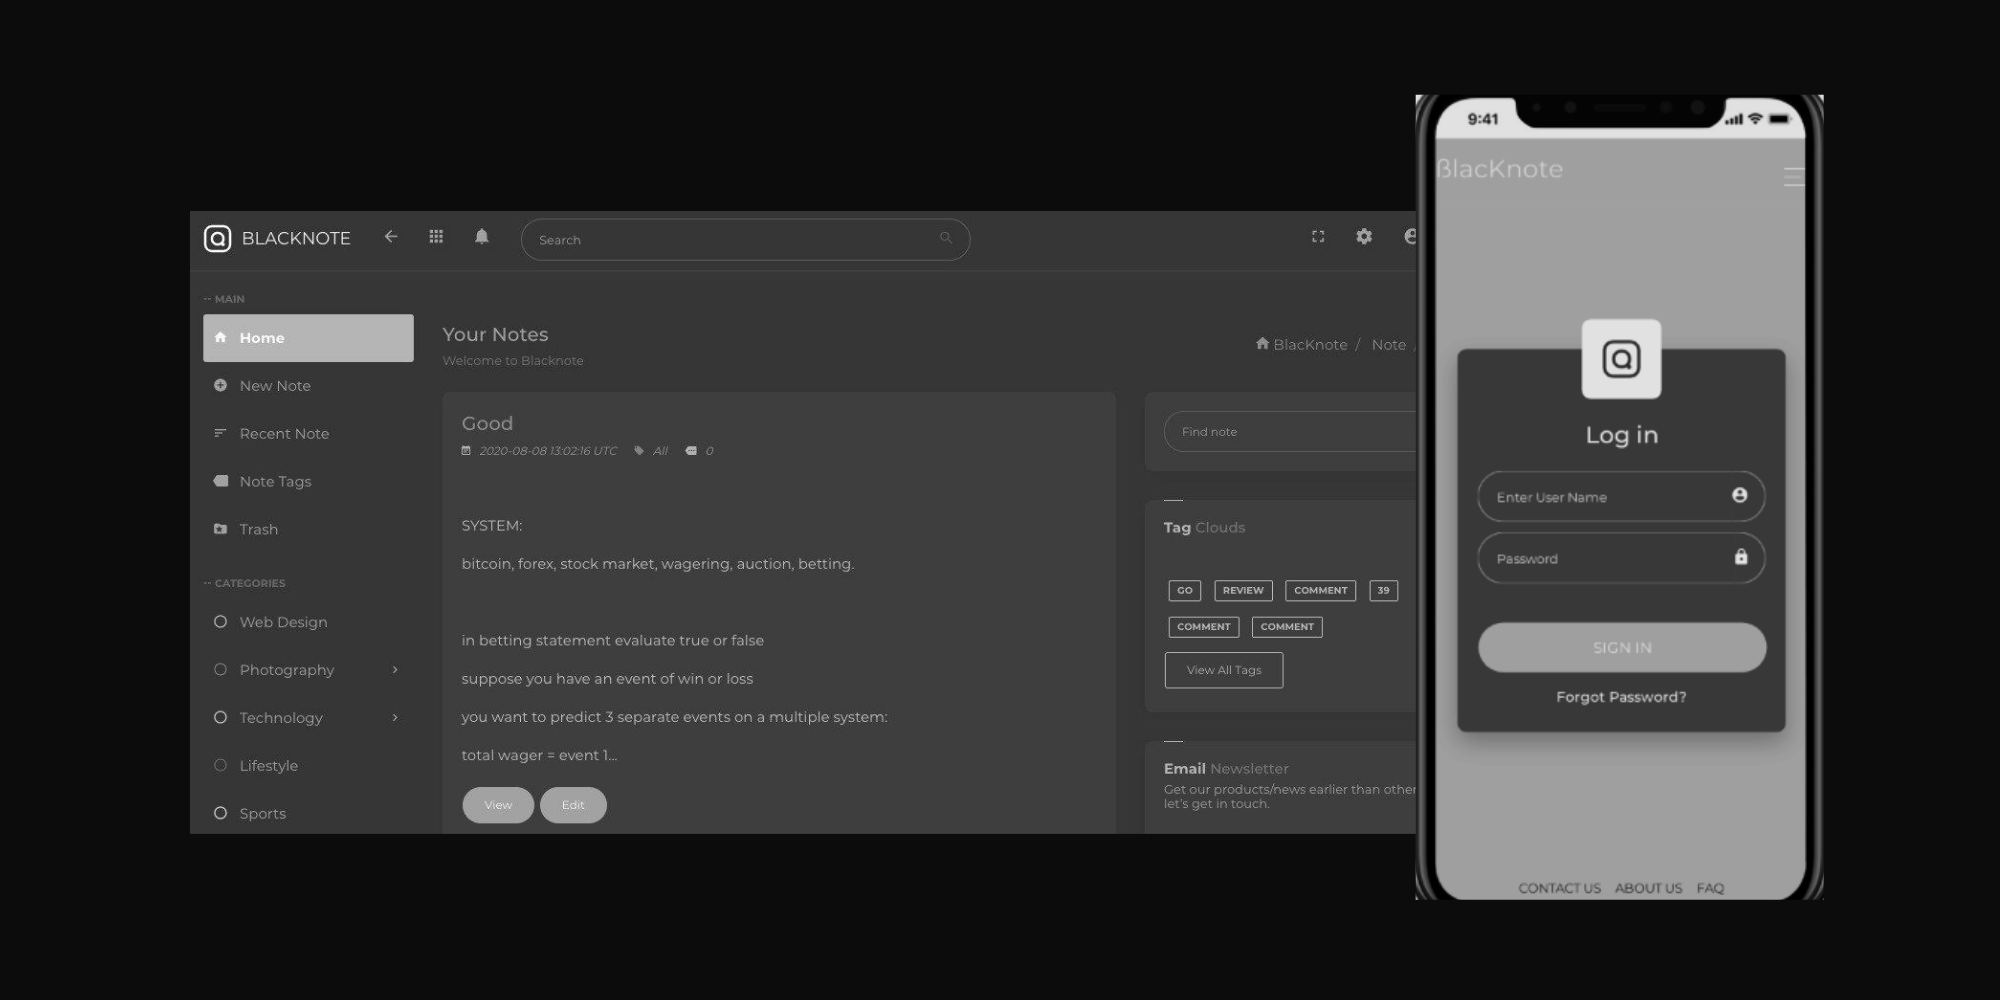 BLACKNOTE
Search
-- MAIN
Home
New Note
Recent Note
Note Tags
Trash
-- CATEGORIES
Web Design
Photography
Technology
Lifestyle
Sports
Your Notes
Welcome to Blacknote
BlacKnote / Note /
Good
2020-08-08 13:02:16 UTC All 0
SYSTEM:
bitcoin, forex, stock market, wagering, auction, betting.
in betting statement evaluate true or false
suppose you have an event of win or loss
you want to predict 3 separate events on a multiple system:
total wager = event 1...
View Edit
Find note
Tag Clouds
GO REVIEW COMMENT 39
COMMENT COMMENT
View All Tags
Email Newsletter
Get our products/news earlier than other
let's get in touch.
9:41
BlacKnote
Log in
Enter User Name
Password
SIGN IN
Forgot Password?
CONTACT US ABOUT US FAQ